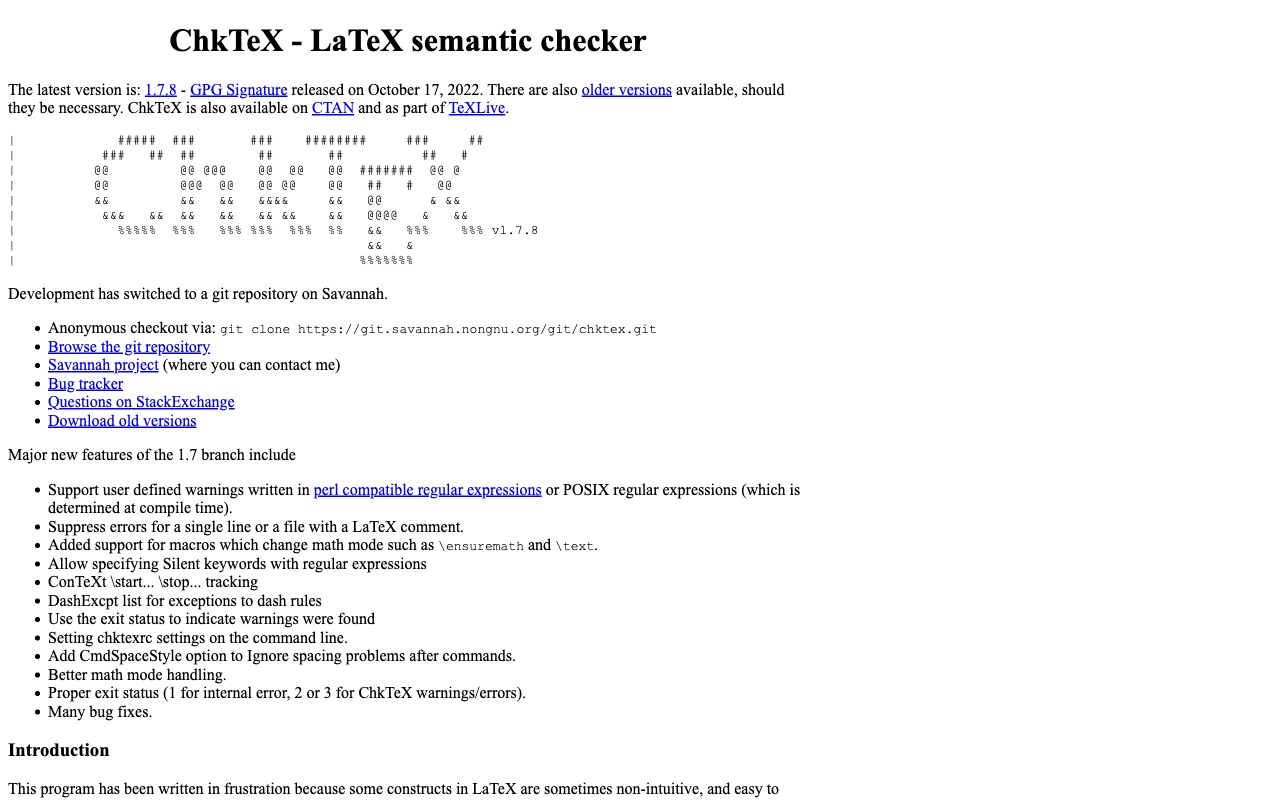 ChkTeX - LaTeX semantic checker
The latest version is: 1.7.8 - GPG Signature released on October 17, 2022. There are also older versions available, should
they be necessary. ChkTeX is also available on CTAN and as part of TeXLive.
|             #####  ###       ###    ########     ###     ##
|           ###   ##  ##        ##       ##          ##   #
|          @@         @@ @@@    @@  @@   @@  #######  @@ @
|          @@         @@@  @@   @@ @@    @@   ##   #   @@
|          &&         &&   &&   &&&&     &&   @@      & &&
|           &&&   &&  &&   &&   && &&    &&   @@@@   &   &&
|             %%%%%  %%%   %%% %%%  %%%  %%   &&   %%%    %%% v1.7.8
|                                             &&   &
|                                            %%%%%%%
Development has switched to a git repository on Savannah.
• Anonymous checkout via: git clone https://git.savannah.nongnu.org/git/chktex.git
• Browse the git repository
• Savannah project (where you can contact me)
• Bug tracker
• Questions on StackExchange
• Download old versions
Major new features of the 1.7 branch include
• Support user defined warnings written in perl compatible regular expressions or POSIX regular expressions (which is
determined at compile time).
• Suppress errors for a single line or a file with a LaTeX comment.
• Added support for macros which change math mode such as \ensuremath and \text.
• Allow specifying Silent keywords with regular expressions
• ConTeXt \start... \stop... tracking
• DashExcpt list for exceptions to dash rules
• Use the exit status to indicate warnings were found
• Setting chktexrc settings on the command line.
• Add CmdSpaceStyle option to Ignore spacing problems after commands.
• Better math mode handling.
• Proper exit status (1 for internal error, 2 or 3 for ChkTeX warnings/errors).
• Many bug fixes.
Introduction
This program has been written in frustration because some constructs in LaTeX are sometimes non-intuitive, and easy to